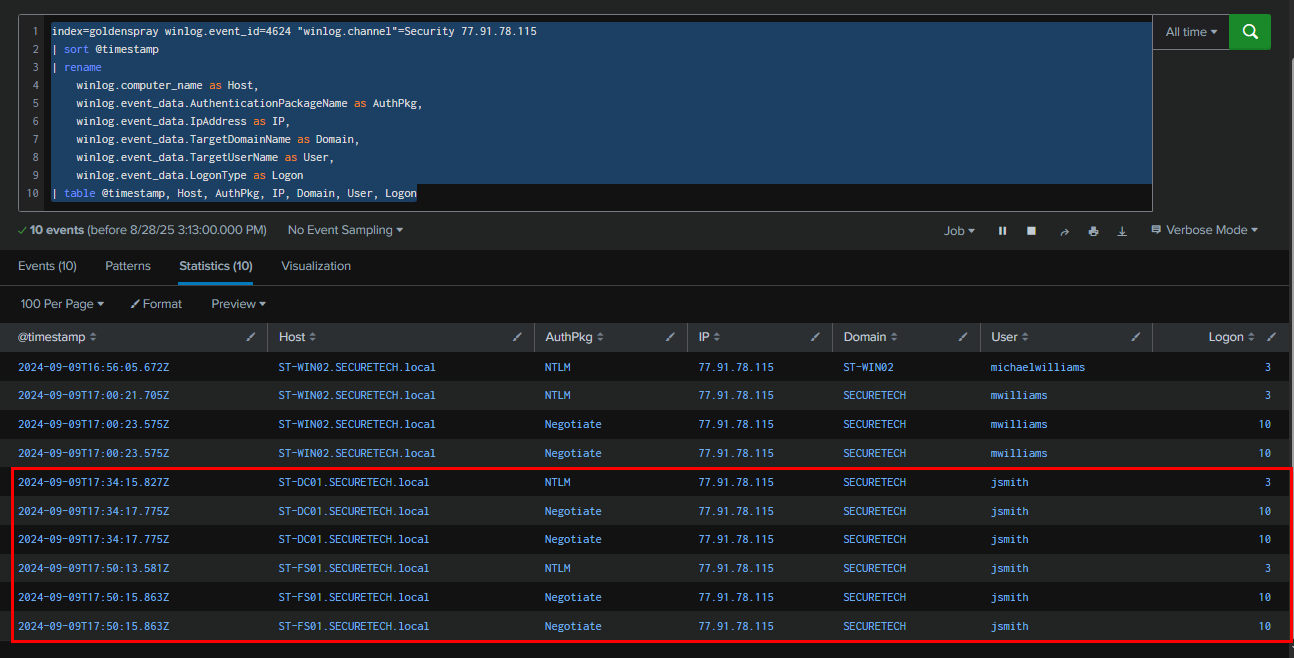 1 index=goldenspray winlog.event_id=4624 "winlog.channel"=Security 77.91.78.115
2 | sort @timestamp
3 | rename
4 winlog.computer_name as Host,
5 winlog.event_data.AuthenticationPackageName as AuthPkg,
6 winlog.event_data.IpAddress as IP,
7 winlog.event_data.TargetDomainName as Domain,
8 winlog.event_data.TargetUserName as User,
9 winlog.event_data.LogonType as Logon
10 | table @timestamp, Host, AuthPkg, IP, Domain, User, Logon
All time
10 events (before 8/28/25 3:13:00.000 PM) No Event Sampling Job Verbose Mode
Events (10) Patterns Statistics (10) Visualization
100 Per Page Format Preview
@timestamp Host AuthPkg IP Domain User Logon
2024-09-09T16:56:05.672Z ST-WIN02.SECURETECH.local NTLM 77.91.78.115 ST-WIN02 michaelwilliams 3
2024-09-09T17:00:21.705Z ST-WIN02.SECURETECH.local NTLM 77.91.78.115 SECURETECH mwilliams 3
2024-09-09T17:00:23.575Z ST-WIN02.SECURETECH.local Negotiate 77.91.78.115 SECURETECH mwilliams 10
2024-09-09T17:00:23.575Z ST-WIN02.SECURETECH.local Negotiate 77.91.78.115 SECURETECH mwilliams 10
2024-09-09T17:34:15.827Z ST-DC01.SECURETECH.local NTLM 77.91.78.115 SECURETECH jsmith 3
2024-09-09T17:34:17.775Z ST-DC01.SECURETECH.local Negotiate 77.91.78.115 SECURETECH jsmith 10
2024-09-09T17:34:17.775Z ST-DC01.SECURETECH.local Negotiate 77.91.78.115 SECURETECH jsmith 10
2024-09-09T17:50:13.581Z ST-FS01.SECURETECH.local NTLM 77.91.78.115 SECURETECH jsmith 3
2024-09-09T17:50:15.863Z ST-FS01.SECURETECH.local Negotiate 77.91.78.115 SECURETECH jsmith 10
2024-09-09T17:50:15.863Z ST-FS01.SECURETECH.local Negotiate 77.91.78.115 SECURETECH jsmith 10